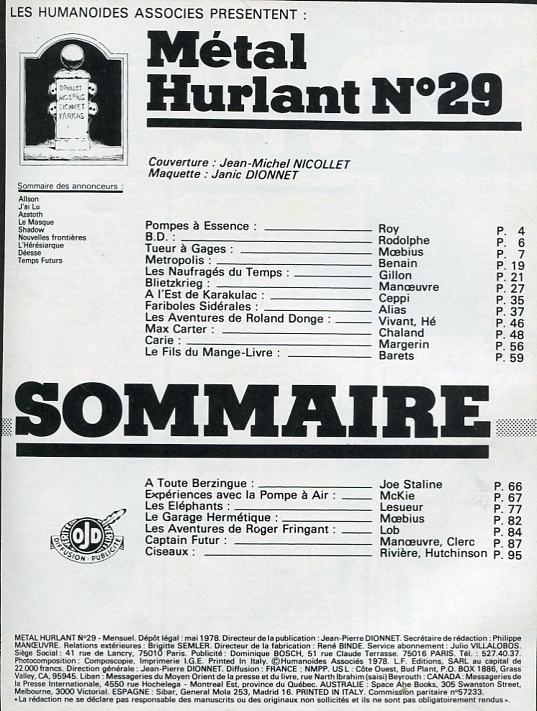 LES HUMANOIDES ASSOCIES PRESENTENT :
Métal
Hurlant N°29
DRUILLET
MOEBIUS
DIONNET
FARKAS
Couverture : Jean-Michel NICOLLET
Maquette : Janic DIONNET
Sommaire des annonceurs :
Allson
J'ai Lu
Azatoth
Le Masque
Shadow
Nouvelles frontières
L'Hérésiarque
Déesse
Temps Futurs
Pompes à Essence : Roy P. 4
B.D. : Rodolphe P. 6
Tueur à Gages : Mœbius P. 7
Metropolis : Benain P. 19
Les Naufragés du Temps : Gillon P. 21
Blietzkrieg : Manœuvre P. 27
A l'Est de Karakulac : Ceppi P. 35
Fariboles Sidérales : Alias P. 37
Les Aventures de Roland Donge : Vivant, Hé P. 46
Max Carter : Chaland P. 48
Carie : Margerin P. 56
Le Fils du Mange-Livre : Barets P. 59
SOMMAIRE
A Toute Berzingue : Joe Staline P. 66
Expériences avec la Pompe à Air : McKie P. 67
Les Eléphants : Lesueur P. 77
Le Garage Hermétique : Mœbius P. 82
Les Aventures de Roger Fringant : Lob P. 84
Captain Futur : Manœuvre, Clerc P. 87
Ciseaux : Rivière, Hutchinson P. 95
OJD
DIFFUSION - PUBLICITÉ
METAL HURLANT N°29 - Mensuel. Dépôt légal : mai 1978. Directeur de la publication : Jean-Pierre DIONNET. Secrétaire de rédaction : Philippe
MANŒUVRE. Relations extérieures : Brigitte SEMLER. Directeur de la fabrication : René BINDE. Service abonnement : Julio VILLALOBOS.
Siège Social : 41 rue de Lancry, 75010 Paris. Publicité : Dominique BOSCH, 51 rue Claude Terrasse, 75016 PARIS. Tél. : 527.40.37.
Photocomposition : Composcopie. Imprimerie I.G.E. Printed In Italy. ©Humanoïdes Associés 1978. L.F. Editions, SARL au capital de
22.000 francs. Direction générale : Jean-Pierre DIONNET. Diffusion : FRANCE : NMPP. USL : Côte Ouest, Bud Plant, P.O. BOX 1886, Grass
Valley, CA, 95945. Liban : Messageries du Moyen Orient de la presse et du livre, rue Narth Ibrahim (saisi) Beyrouth : CANADA : Messageries de
la Presse Internationale, 4550 rue Hochelega - Montreal Est, province du Québec. AUSTRALIE : Space Ahe Books, 305 Swanston Street,
Melbourne, 3000 Victorial. ESPAGNE : Sibar, General Mola 253, Madrid 16. PRINTED IN ITALY. Commission paritaire n°57233.
«La rédaction ne se déclare pas responsable des manuscrits ou des originaux non sollicités et ils ne sont pas obligatoirement rendus».